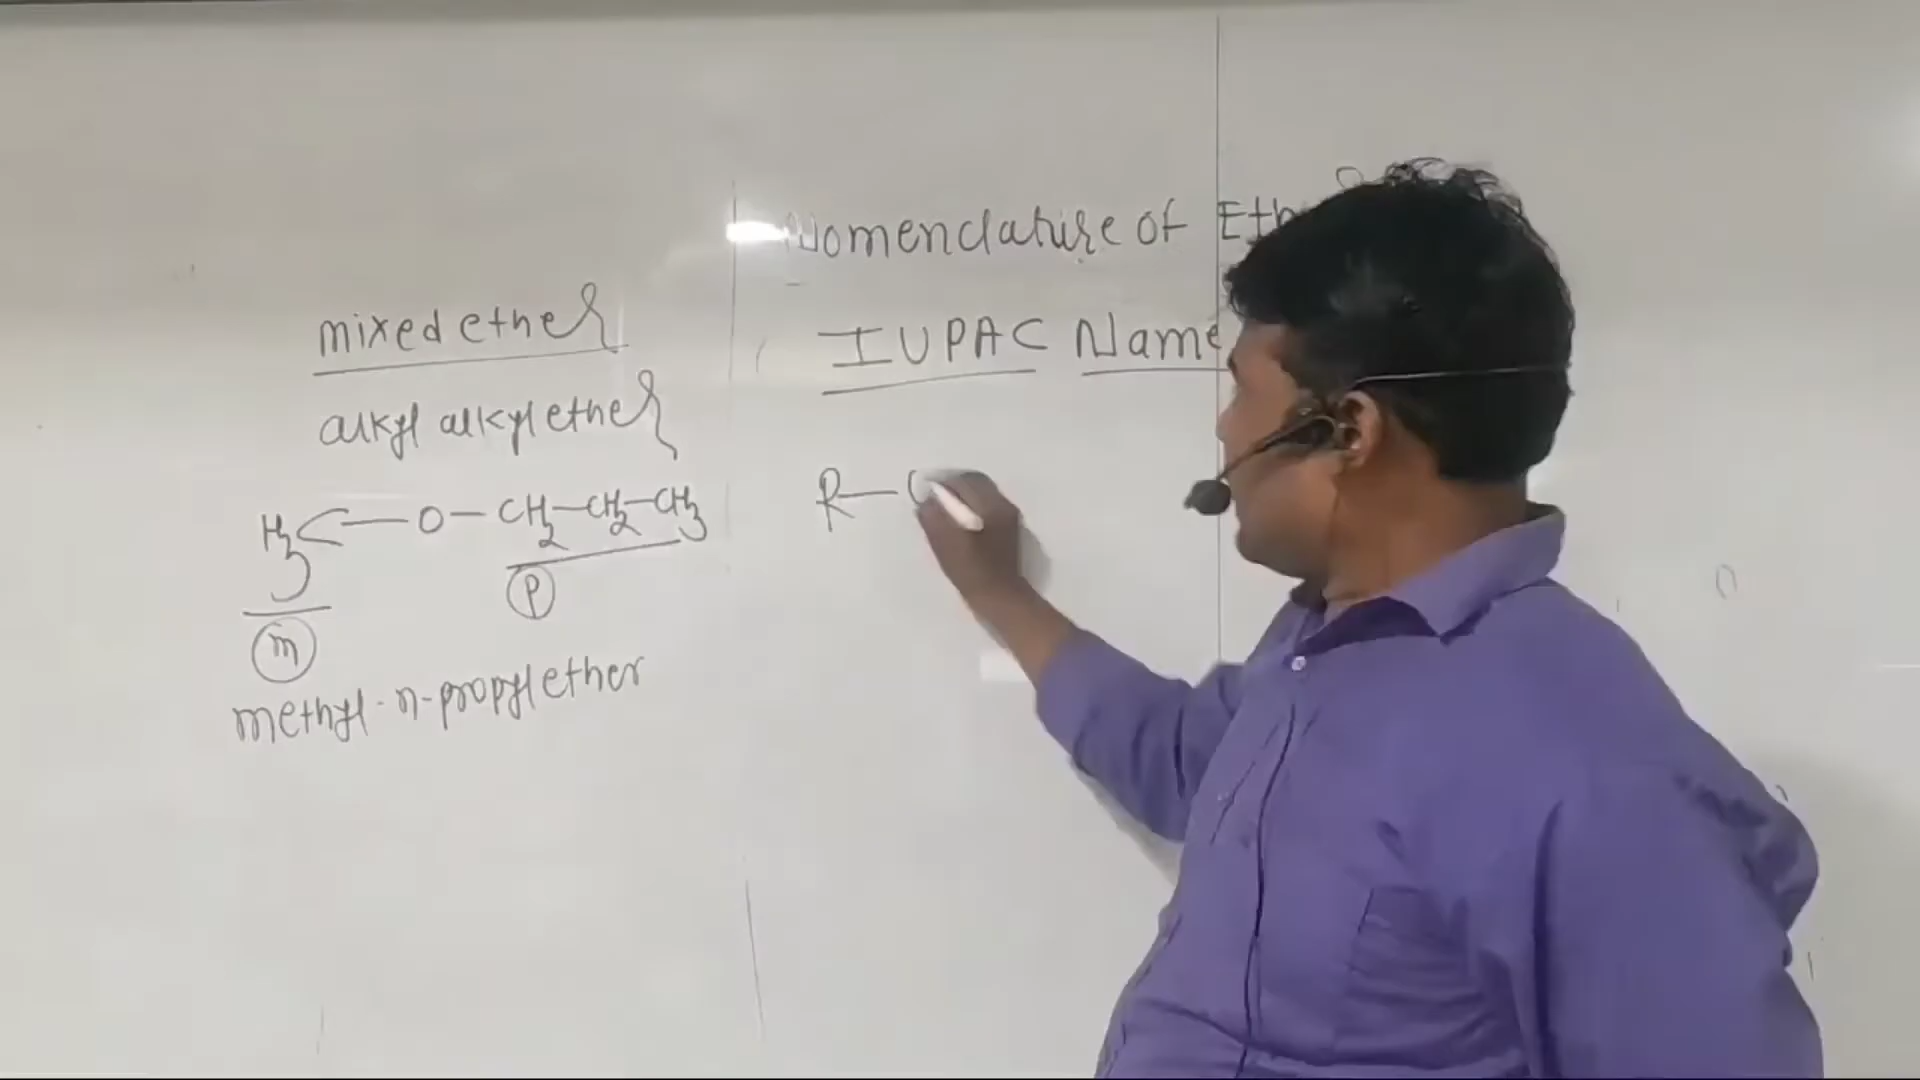 mixed ether
alkyl alkyl ether
H₃C—O—CH₂—CH₂—CH₃
m
p
methyl-n-propyl ether
Nomenclature of Eth
IUPAC Name
R—